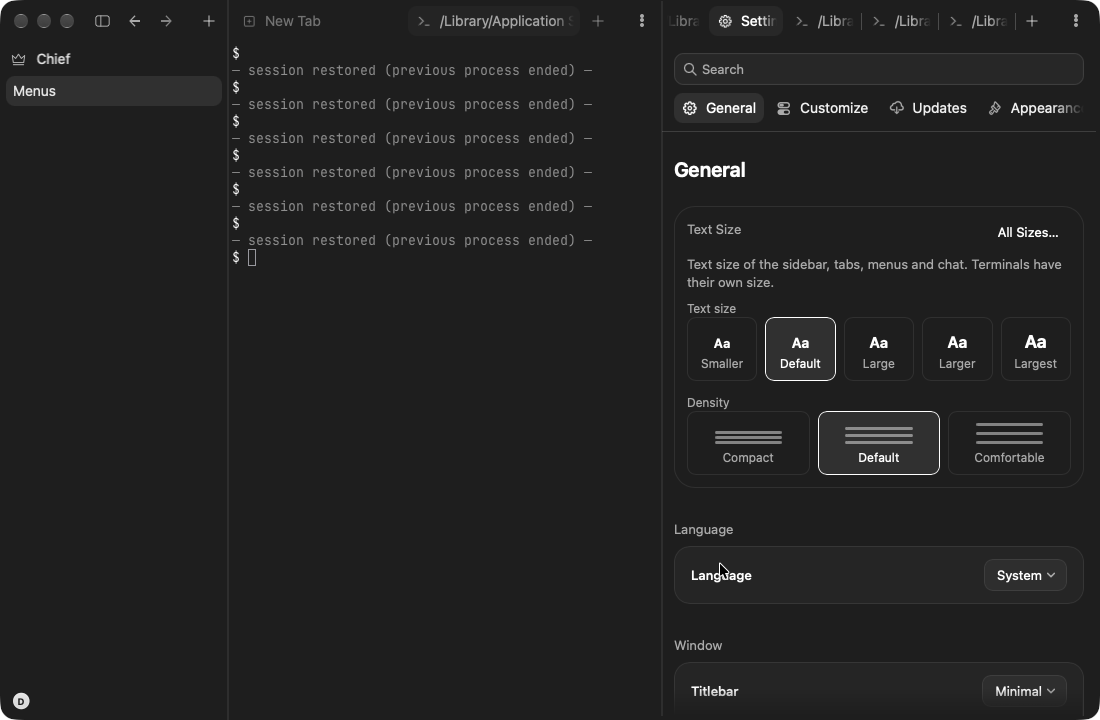 New Tab
/Library/Application
Libra
Settin
/Libra
/Libra
/Libra
Chief
Menus
$
— session restored (previous process ended) —
$
— session restored (previous process ended) —
$
— session restored (previous process ended) —
$
— session restored (previous process ended) —
$
— session restored (previous process ended) —
$
— session restored (previous process ended) —
$
D
Search
General
Customize
Updates
Appearanc
General
Text Size
All Sizes...
Text size of the sidebar, tabs, menus and chat. Terminals have
their own size.
Text size
Aa Aa Aa Aa Aa
Smaller Default Large Larger Largest
Density
Compact Default Comfortable
Language
Language System
Window
Titlebar Minimal